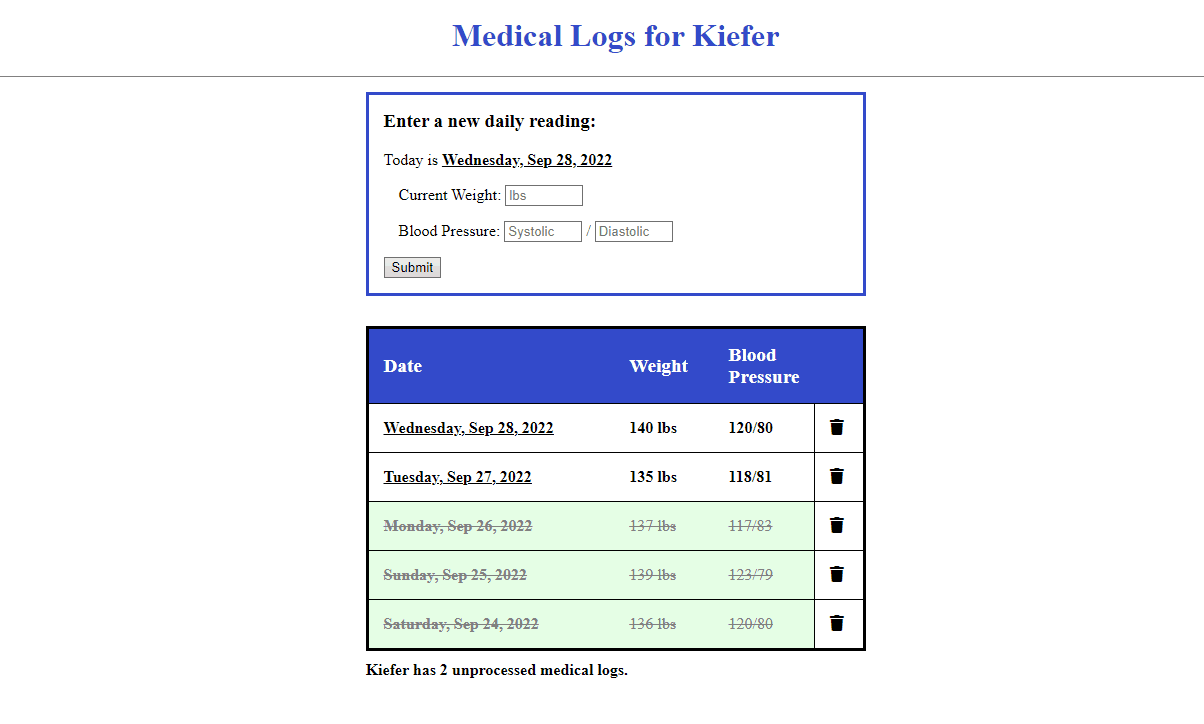 Medical Logs for Kiefer
Enter a new daily reading:
Today is Wednesday, Sep 28, 2022
Current Weight: lbs
Blood Pressure: Systolic / Diastolic
Submit
Date Weight Blood Pressure
Wednesday, Sep 28, 2022 140 lbs 120/80
Tuesday, Sep 27, 2022 135 lbs 118/81
Monday, Sep 26, 2022 137 lbs 117/83
Sunday, Sep 25, 2022 139 lbs 123/79
Saturday, Sep 24, 2022 136 lbs 120/80
Kiefer has 2 unprocessed medical logs.